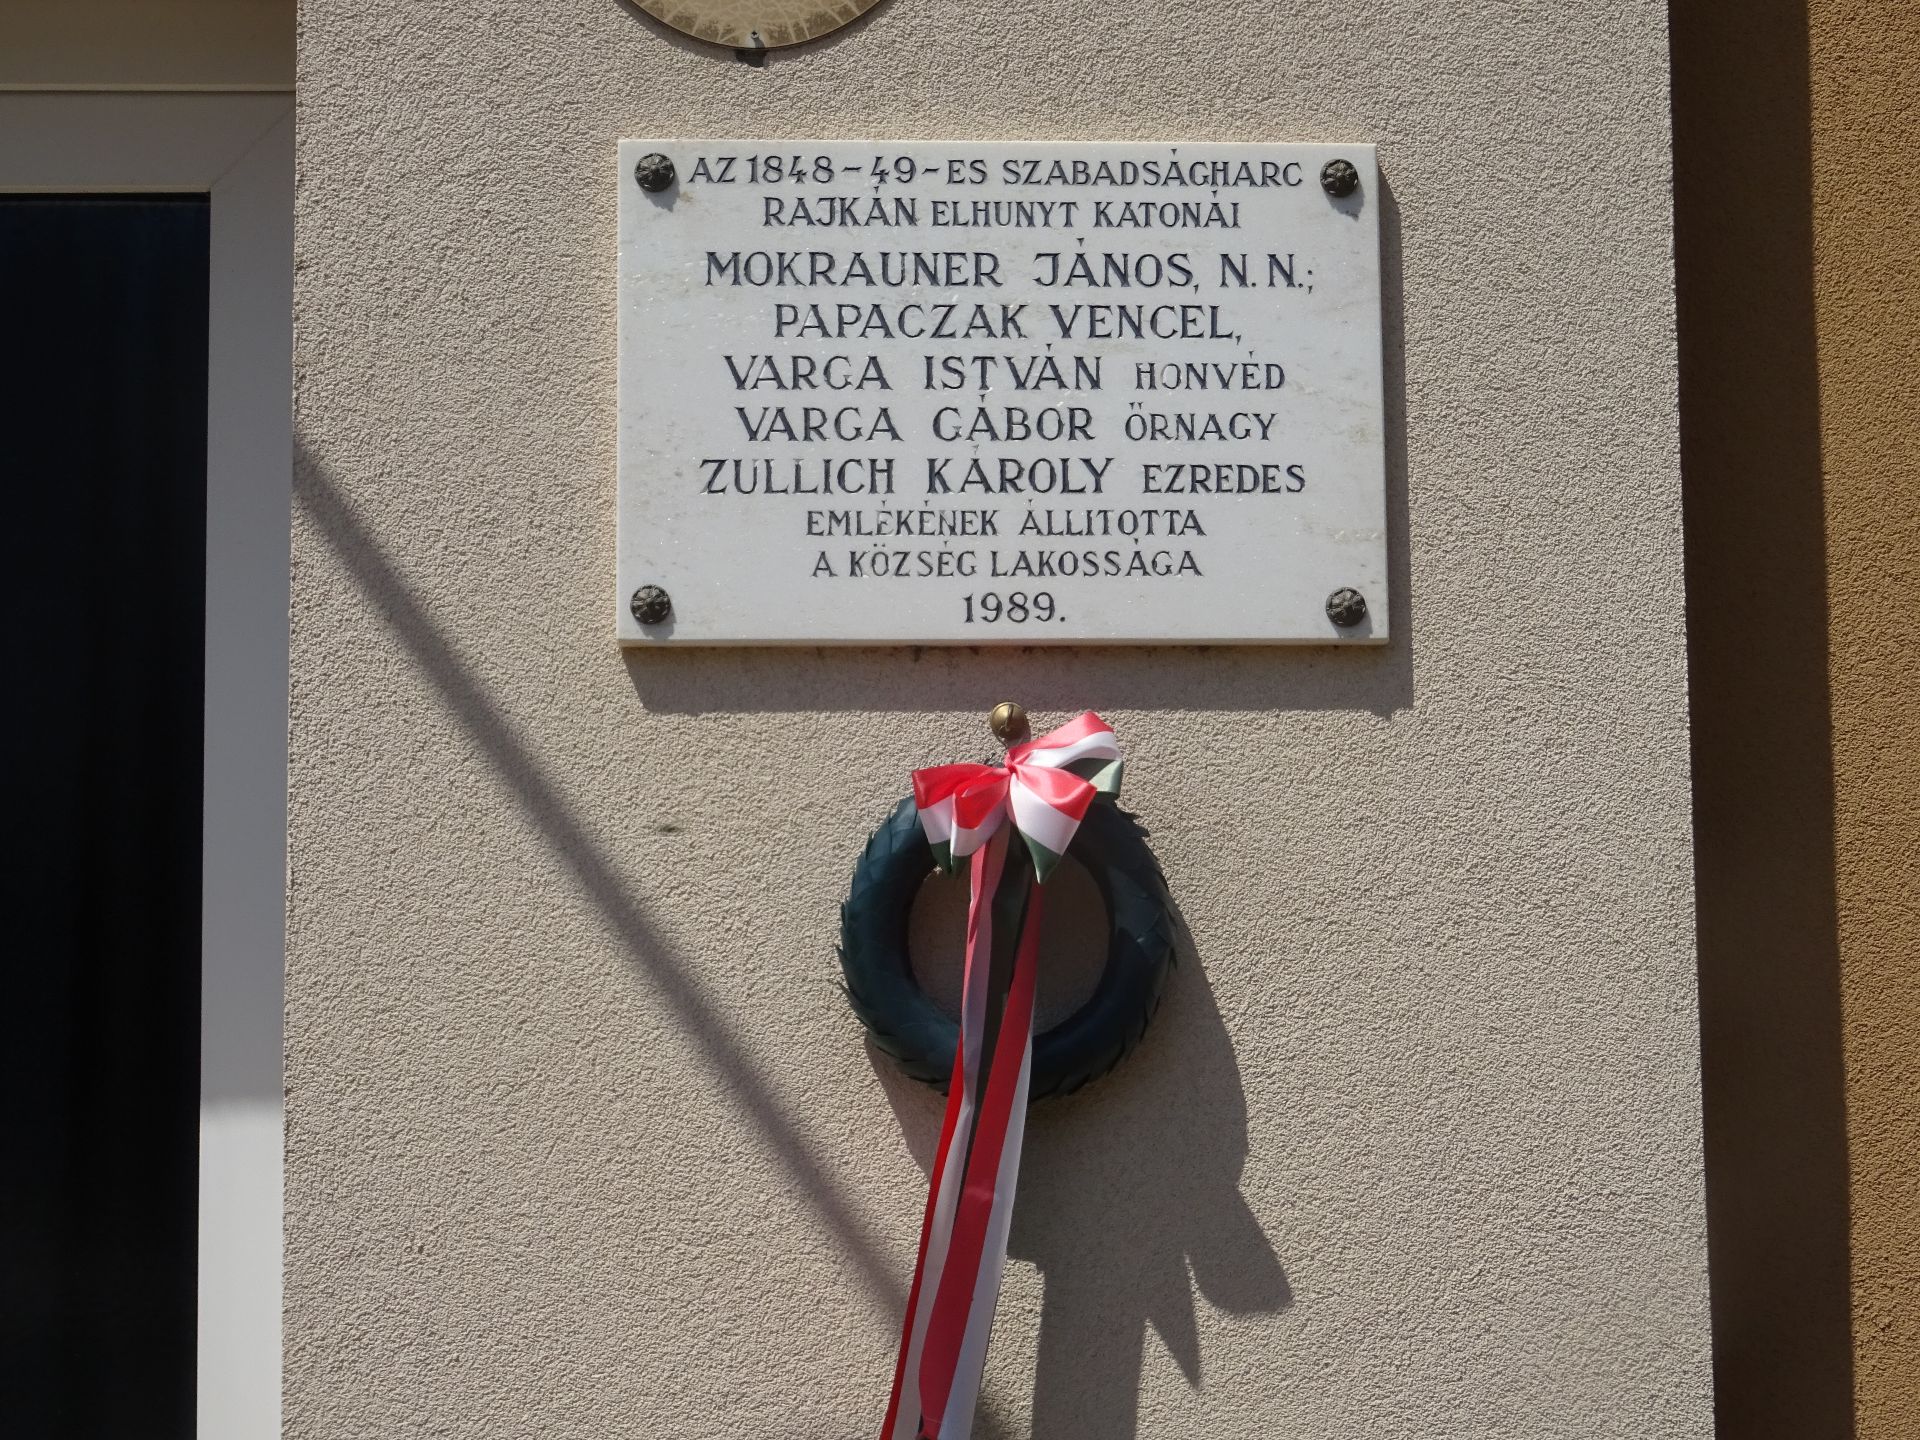 AZ 1848-49-ES SZABADSÁGHARC
RAJKÁN ELHUNYT KATONÁI
MOKRAUNER JÁNOS, N. N.;
PAPACZAK VENCEL,
VARGA ISTVÁN HONVÉD
VARGA GÁBOR ŐRNAGY
ZULLICH KÁROLY EZREDES
EMLÉKÉNEK ÁLLITOTTA
A KÖZSÉG LAKOSSÁGA
1989.